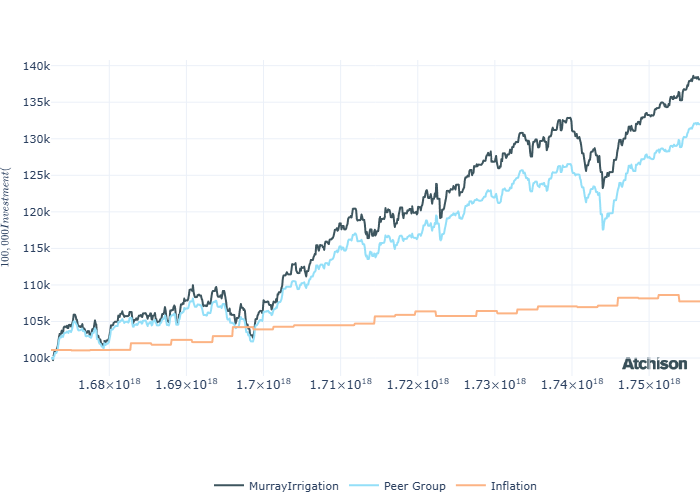 140k
135k
130k
125k
120k
115k
110k
105k
100k
100, 000Investment(
1.68×10¹⁸ 1.69×10¹⁸ 1.7×10¹⁸ 1.71×10¹⁸ 1.72×10¹⁸ 1.73×10¹⁸ 1.74×10¹⁸ 1.75×10¹⁸
Atchison
MurrayIrrigation Peer Group Inflation